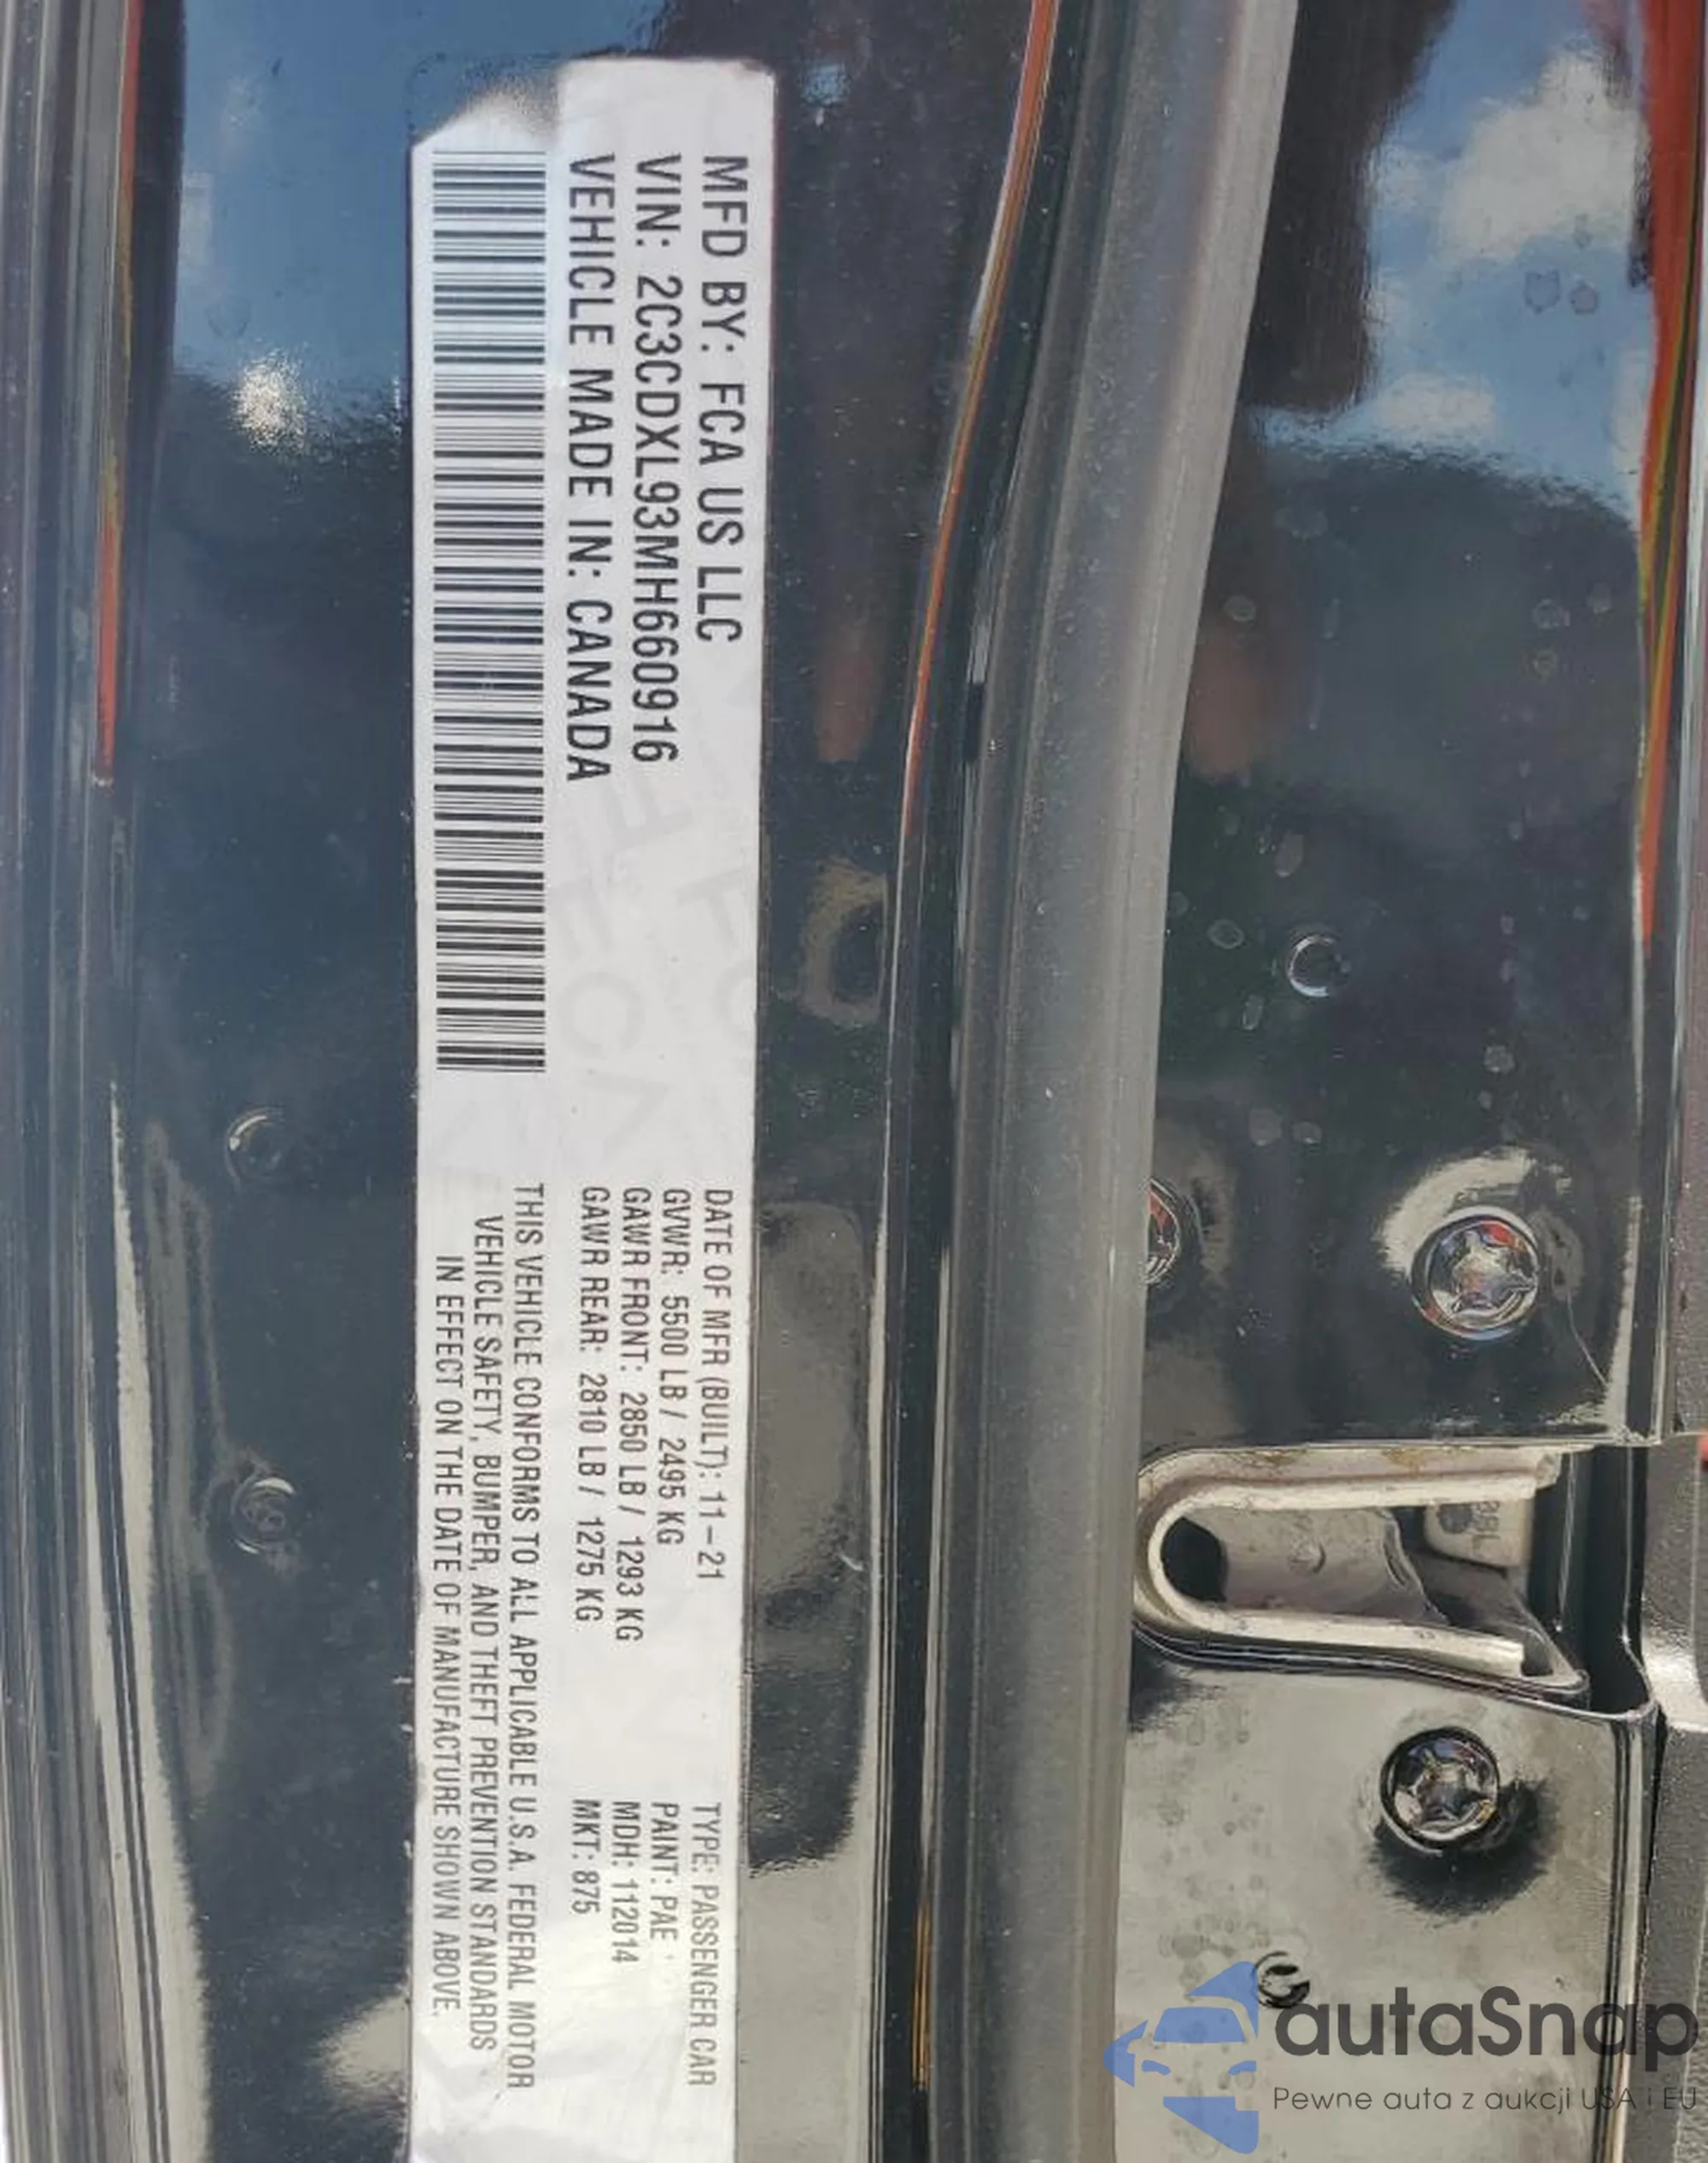 MFD BY: FCA US LLC
VIN: 2C3CDXL93MH660916
VEHICLE MADE IN: CANADA
DATE OF MFR (BUILT): 11-21
GVWR: 5500 LB / 2495 KG
GAWR FRONT: 2850 LB / 1293 KG
GAWR REAR: 2810 LB / 1275 KG
THIS VEHICLE CONFORMS TO ALL APPLICABLE U.S.A. FEDERAL MOTOR
VEHICLE SAFETY, BUMPER, AND THEFT PREVENTION STANDARDS
IN EFFECT ON THE DATE OF MANUFACTURE SHOWN ABOVE.
TYPE: PASSENGER CAR
PAINT: PAE
MDH: 112014
MKT: 875
autaSnap
Pewne auta z aukcji USA i EU